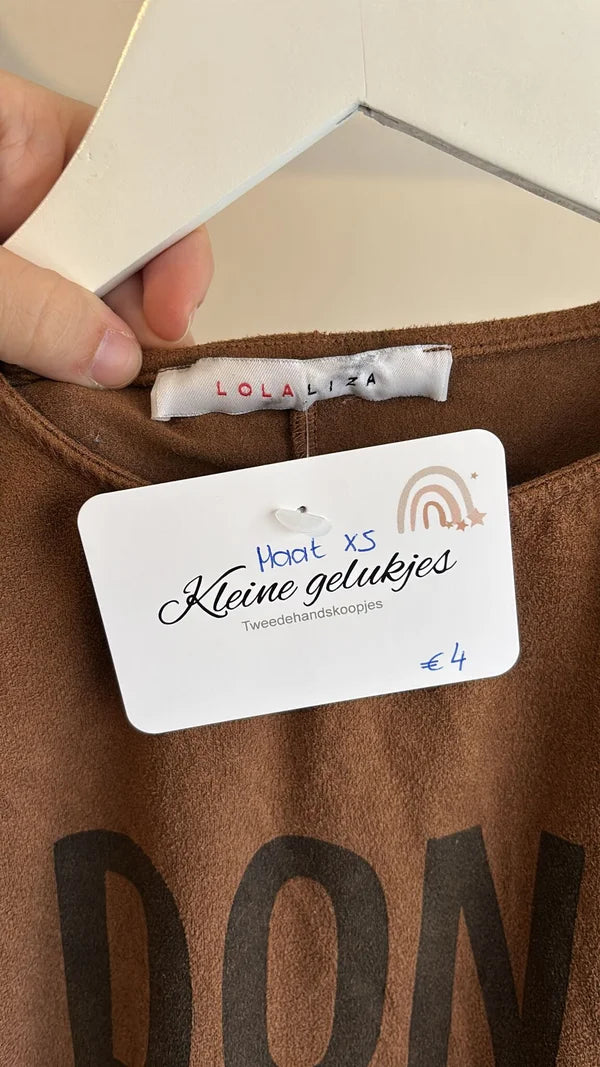 LOLALIZA
Maat XS
Kleine gelukjes
Tweedehandskoopjes
€ 4
DON